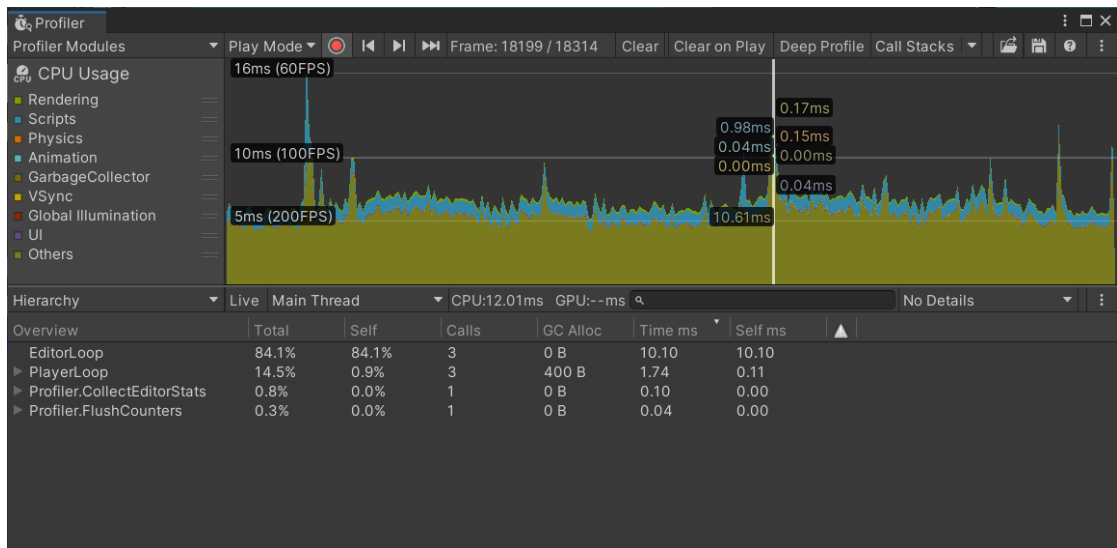 Profiler
Profiler Modules Play Mode Frame: 18199 / 18314 Clear Clear on Play Deep Profile Call Stacks
CPU CPU Usage
Rendering
Scripts
Physics
Animation
GarbageCollector
VSync
Global Illumination
UI
Others
16ms (60FPS)
10ms (100FPS)
5ms (200FPS)
0.98ms
0.04ms
0.00ms
10.61ms
0.17ms
0.15ms
0.00ms
0.04ms
Hierarchy Live Main Thread CPU:12.01ms GPU:--ms No Details
Overview Total Self Calls GC Alloc Time ms Self ms
EditorLoop 84.1% 84.1% 3 0 B 10.10 10.10
PlayerLoop 14.5% 0.9% 3 400 B 1.74 0.11
Profiler.CollectEditorStats 0.8% 0.0% 1 0 B 0.10 0.00
Profiler.FlushCounters 0.3% 0.0% 1 0 B 0.04 0.00